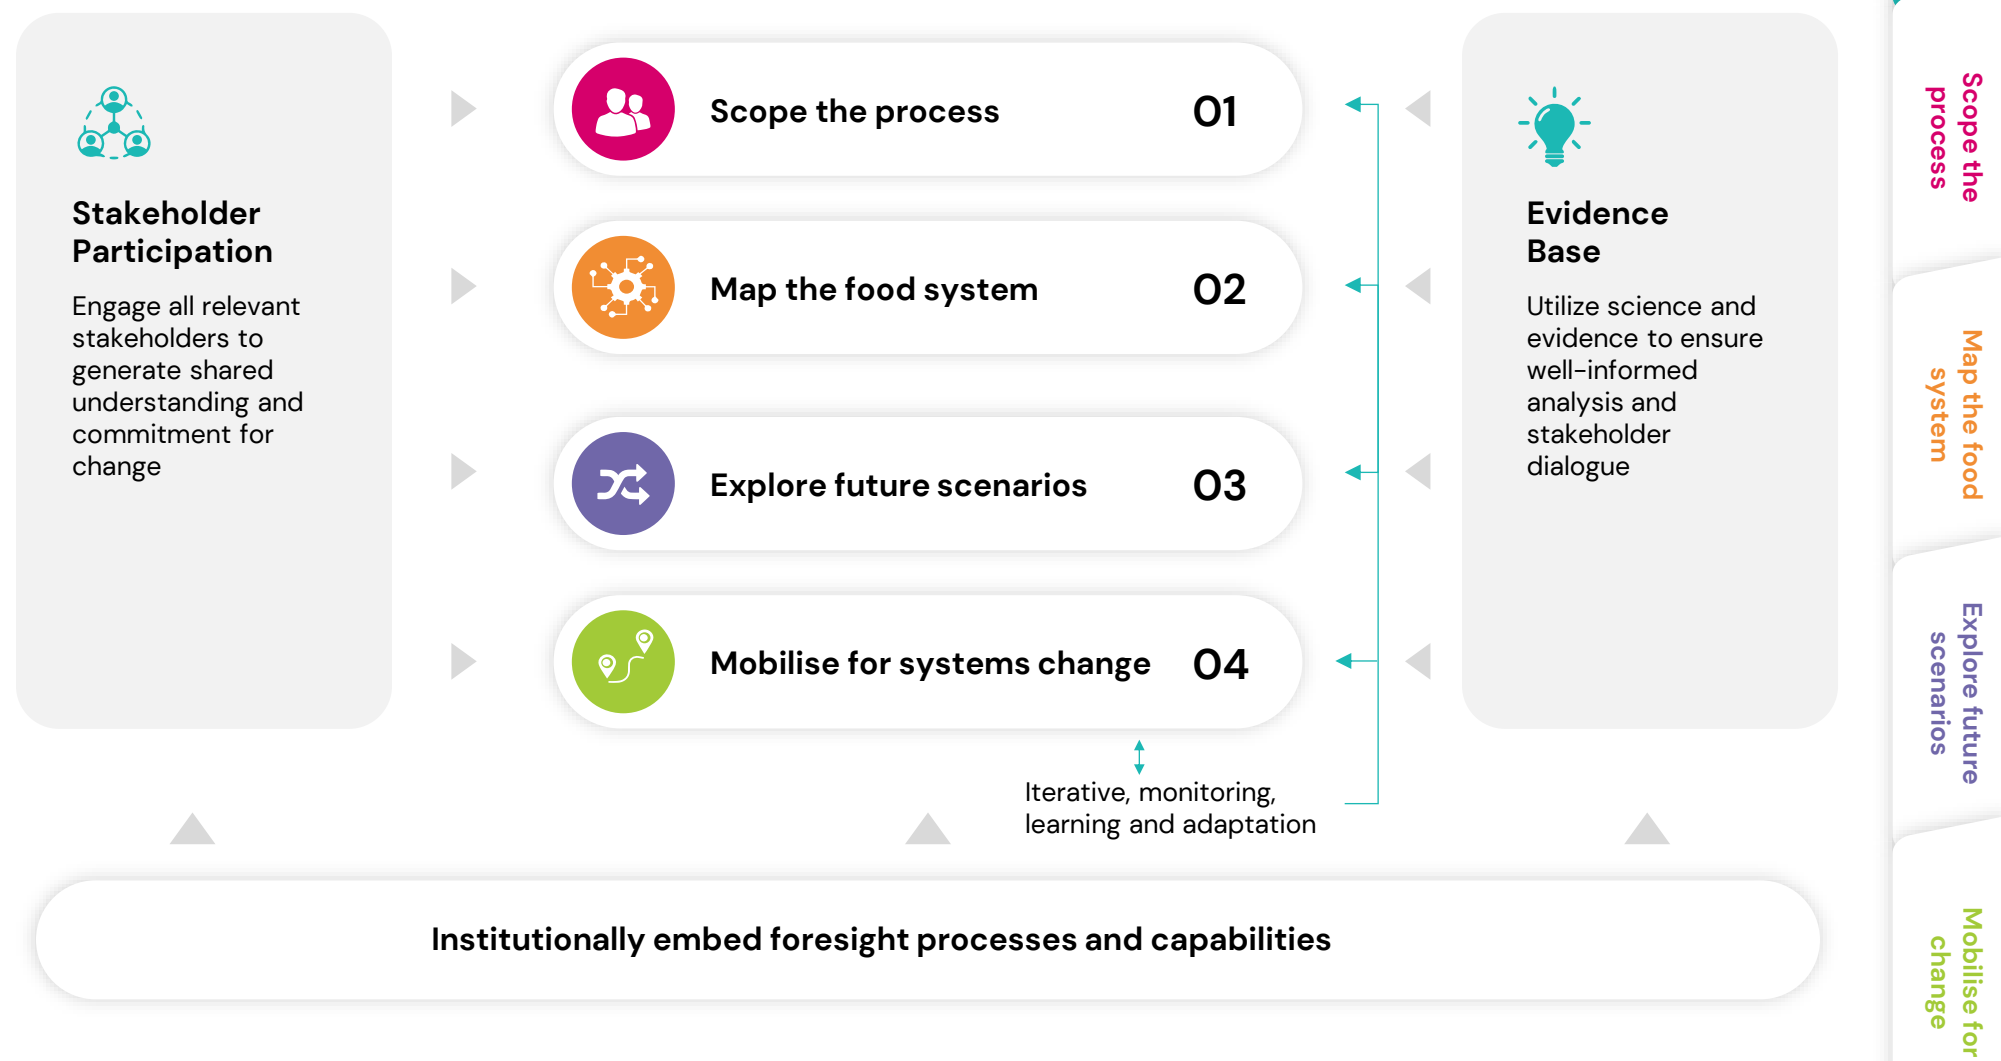 Stakeholder
Participation
Engage all relevant
stakeholders to
generate shared
understanding and
commitment for
change
Scope the process 01
Map the food system 02
Explore future scenarios 03
Mobilise for systems change 04
Iterative, monitoring,
learning and adaptation
Evidence
Base
Utilize science and
evidence to ensure
well-informed
analysis and
stakeholder
dialogue
Institutionally embed foresight processes and capabilities
Scope the
process
Map the food
system
Explore future
scenarios
Mobilise for
change